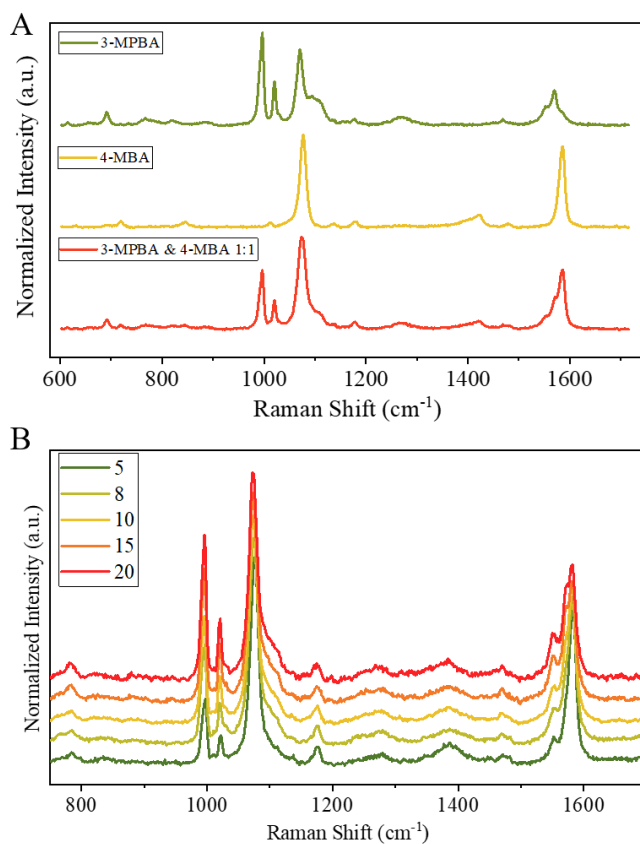 A
3-MPBA
4-MBA
3-MPBA & 4-MBA 1:1
Normalized Intensity (a.u.)
600 800 1000 1200 1400 1600
Raman Shift (cm⁻¹)
B
5
8
10
15
20
Normalized Intensity (a.u.)
800 1000 1200 1400 1600
Raman Shift (cm⁻¹)